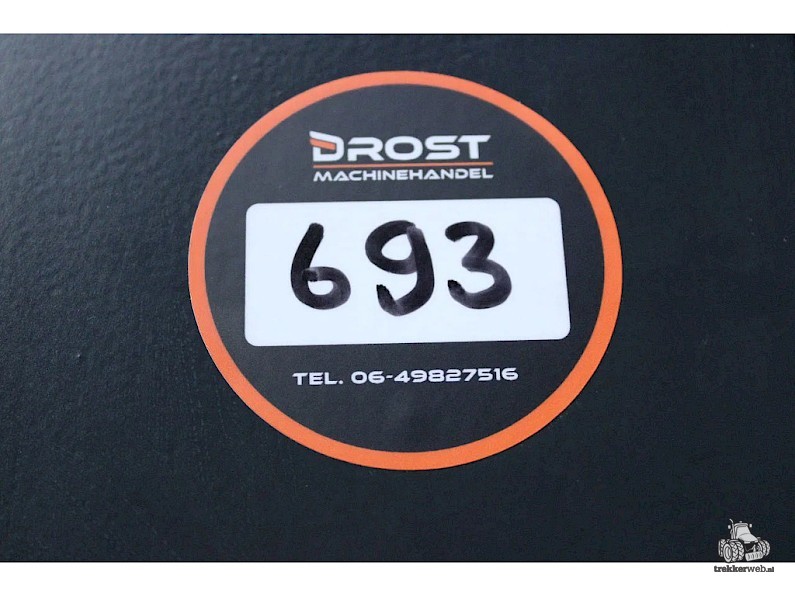 DROST
MACHINEHANDEL
693
TEL. 06-49827516
trekkerweb.nl